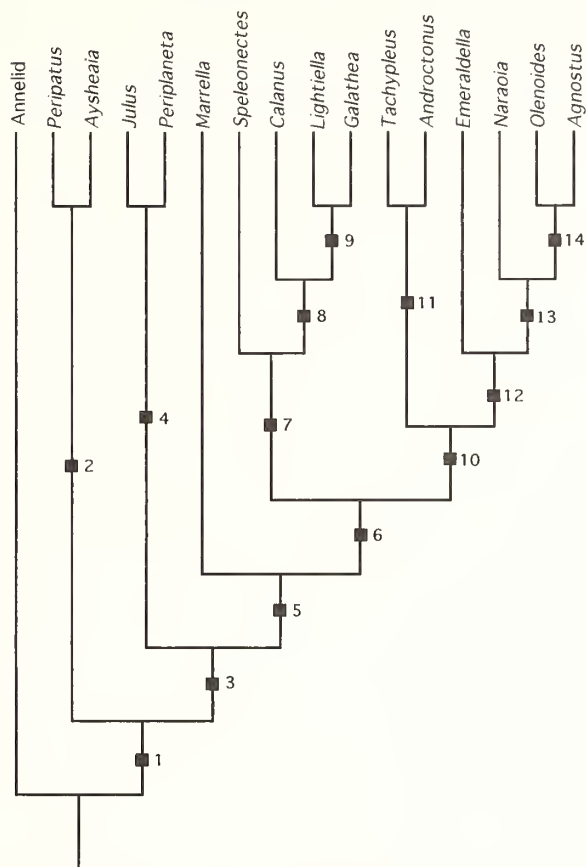 Annelid
Peripatus
Aysheaia
Julus
Periplaneta
Marrella
Speleonectes
Calanus
Lightiella
Galathea
Tachypleus
Androctonus
Emeraldella
Naraoia
Olenoides
Agnostus
9
14
8
11
13
4
7
12
2
10
6
5
3
1